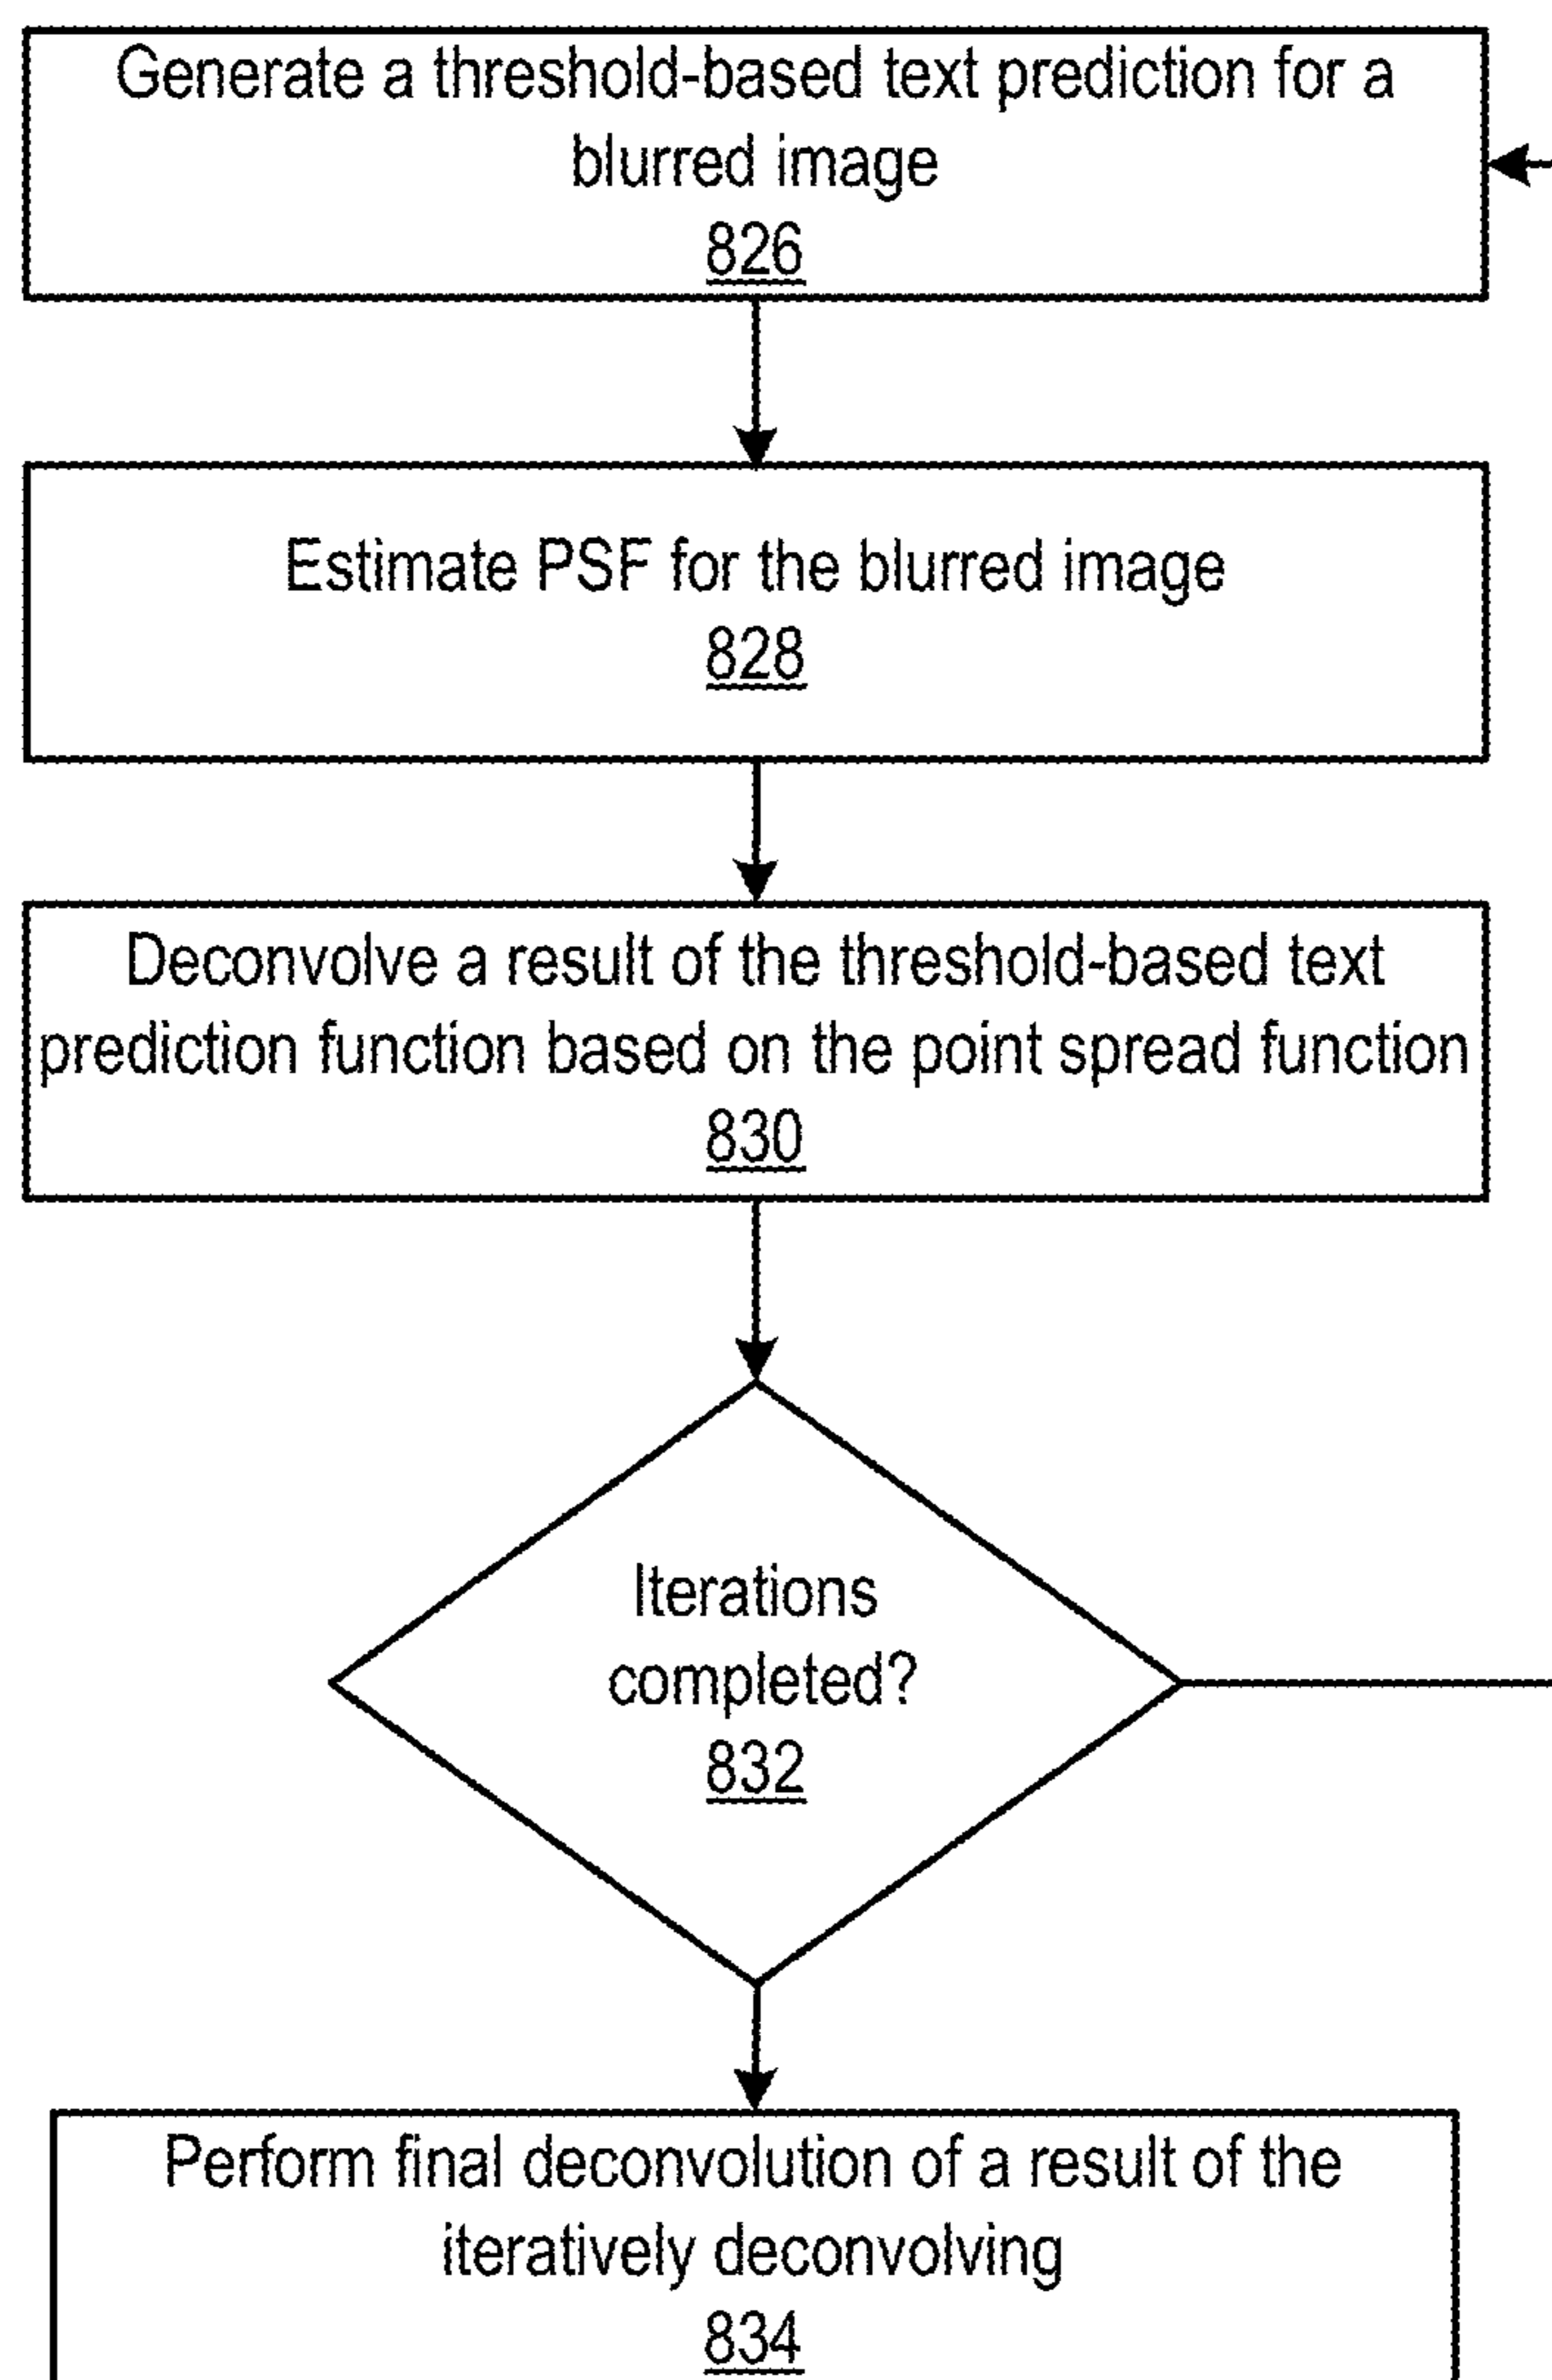 Generate a threshold-based text prediction for a
blurred image
826
Estimate PSF for the blurred image
828
Deconvolve a result of the threshold-based text
prediction function based on the point spread function
830
Iterations
completed?
832
Perform final deconvolution of a result of the
iteratively deconvolving
834